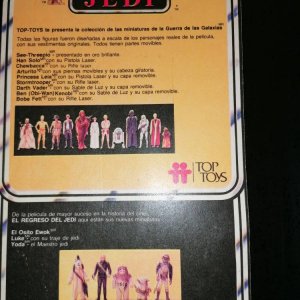 JEDI
TOP-TOYS te presenta la colección de las miniaturas de la Guerra de las Galaxias
Todas las figuras fueron diseñadas a escala de los personajes reales de la película,
con sus vestimentas originales. Todos tienen partes movibles.
See-Threepio - presentado en oro brillante.
Han Solo con su Pistola Laser.
Chewbacca con su Rifle laser.
Arturito con sus piernas movibles y su cabeza giratoria.
Princesa Leia con su Pistola Laser y su capa removible.
Stormtrooper con su Rifle Laser.
Darth Vader con su Sable de Luz y su capa removible.
Ben (Obi-Wan) Kenobi con su Sable de Luz y su capa removible.
Boba Fett con su Rifle Laser.
TOP
TOYS
De la película de mayor suceso en la historia del cine,
EL REGRESO DEL JEDI aquí están sus nuevas miniaturas
El Osito Ewok
Luke con su traje de jedi
Yoda el Maestro jedi